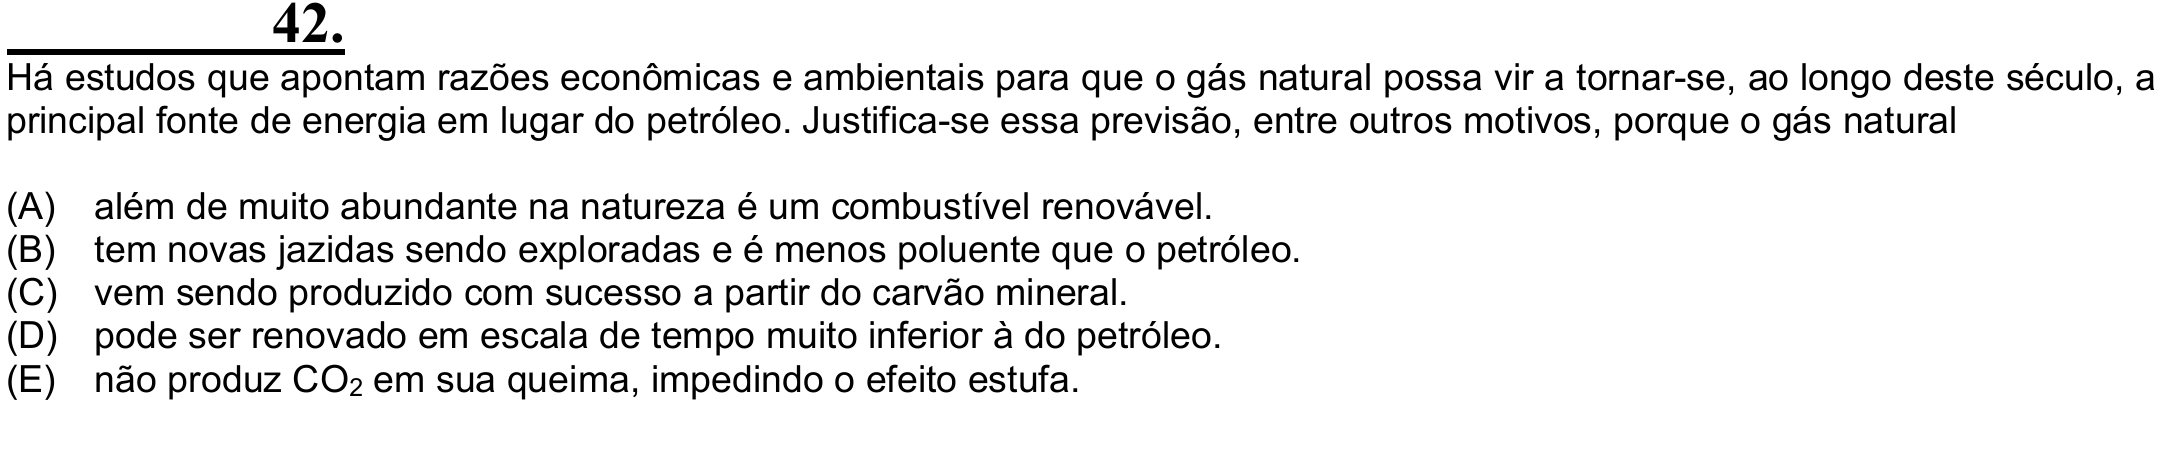 42.
Há estudos que apontam razões econômicas e ambientais para que o gás natural possa vir a tornar-se, ao longo deste século, a
principal fonte de energia em lugar do petróleo. Justifica-se essa previsão, entre outros motivos, porque o gás natural
(A) além de muito abundante na natureza é um combustível renovável.
(B) tem novas jazidas sendo exploradas e é menos poluente que o petróleo.
(C) vem sendo produzido com sucesso a partir do carvão mineral.
(D) pode ser renovado em escala de tempo muito inferior à do petróleo.
(E) não produz CO₂ em sua queima, impedindo o efeito estufa.